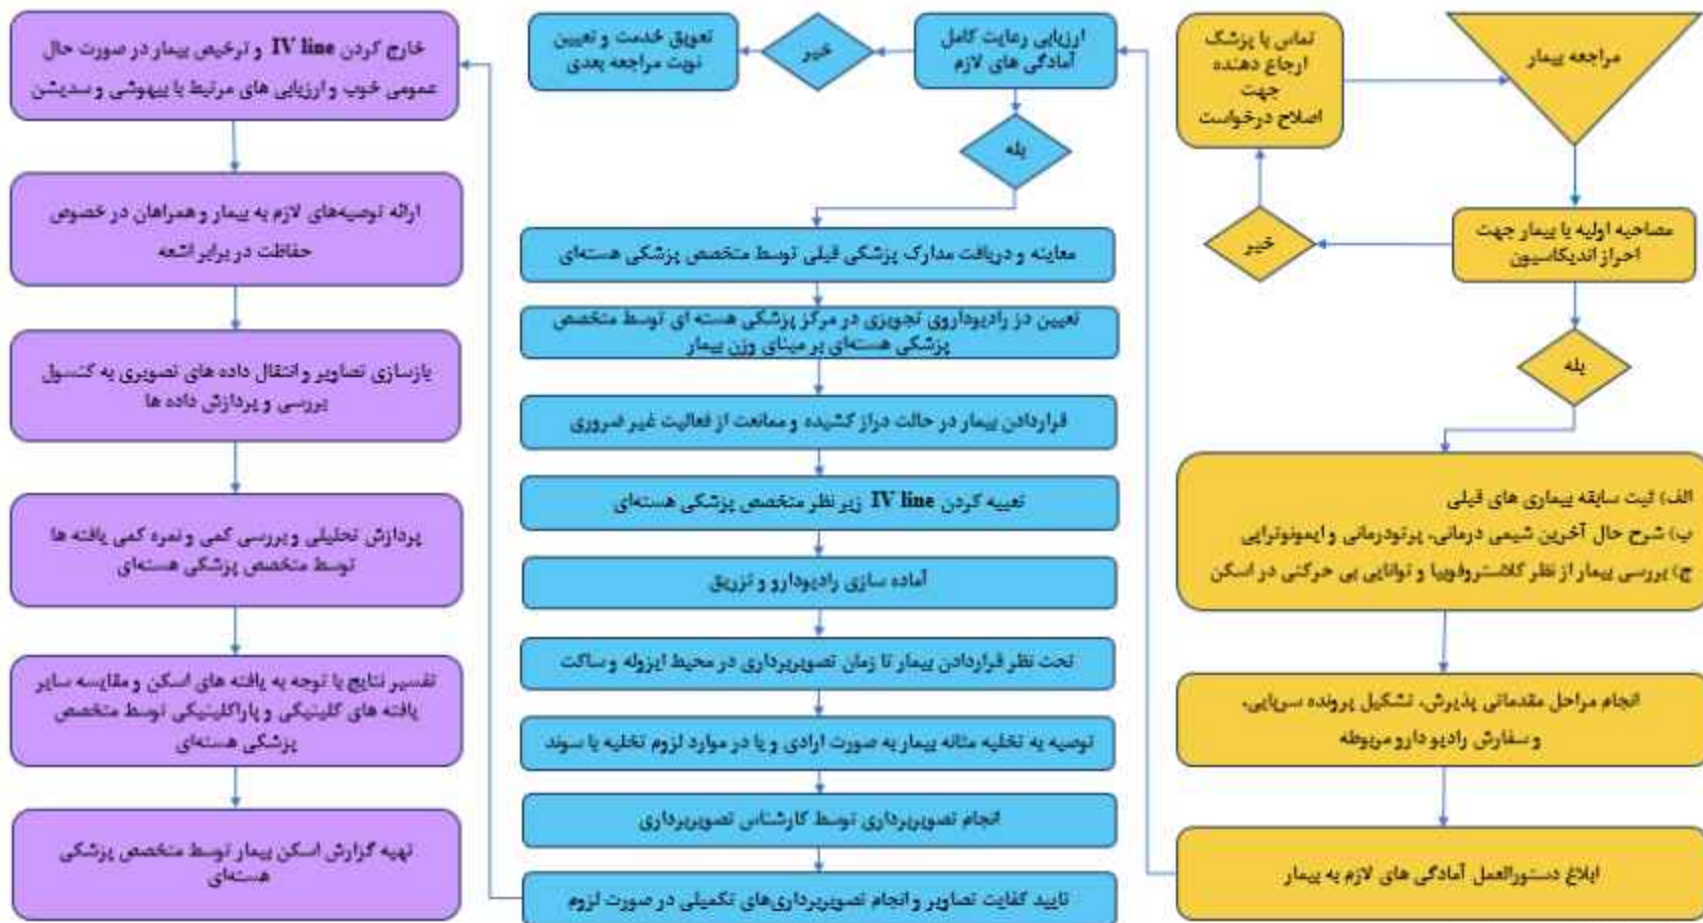 مراجعه بیمار
تماس با پزشک
ارجاع دهنده
جهت
اصلاح درخواست
مصاحبه اولیه با بیمار جهت
احراز اندیکاسیون
خیر
بله
الف) ثبت سابقه بیماری های قبلی
ب) شرح حال آخرین شیمی درمانی، پرتودرمانی و ایمونوتراپی
ج) بررسی بیمار از نظر کلاستروفوبیا و توانایی بی حرکتی در اسکن
انجام مراحل مقدماتی پذیرش، تشکیل پرونده سرپایی،
و سفارش رادیو دارو مربوطه
ابلاغ دستورالعمل آمادگی های لازم به بیمار
ارزیابی رعایت کامل
آمادگی های لازم
خیر
تعویق خدمت و تعیین
نوبت مراجعه بعدی
بله
معاینه و دریافت مدارک پزشکی قبلی توسط متخصص پزشکی هسته‌ای
تعیین دز رادیوداروی تجویزی در مرکز پزشکی هسته ای توسط متخصص
پزشکی هسته‌ای بر مبنای وزن بیمار
قراردادن بیمار در حالت دراز کشیده و ممانعت از فعالیت غیر ضروری
تعبیه کردن IV line زیر نظر متخصص پزشکی هسته‌ای
آماده سازی رادیودارو و تزریق
تحت نظر قراردادن بیمار تا زمان تصویربرداری در محیط ایزوله و ساکت
توصیه به تخلیه مثانه بیمار به صورت ارادی و یا در موارد لزوم تخلیه با سوند
انجام تصویربرداری توسط کارشناس تصویربرداری
تایید کفایت تصاویر و انجام تصویربرداری‌های تکمیلی در صورت لزوم
خارج کردن IV line و ترخیص بیمار در صورت حال
عمومی خوب و ارزیابی های مرتبط با بیهوشی و سدیشن
ارائه توصیه‌های لازم به بیمار و همراهان در خصوص
حفاظت در برابر اشعه
بازسازی تصاویر و انتقال داده های تصویری به کنسول
بررسی و پردازش داده ها
پردازش تحلیلی و بررسی کمی و نمره کمی یافته ها
توسط متخصص پزشکی هسته‌ای
تفسیر نتایج با توجه به یافته های اسکن و مقایسه سایر
یافته های کلینیکی و پاراکلینیکی توسط متخصص
پزشکی هسته‌ای
تهیه گزارش اسکن بیمار توسط متخصص پزشکی
هسته‌ای